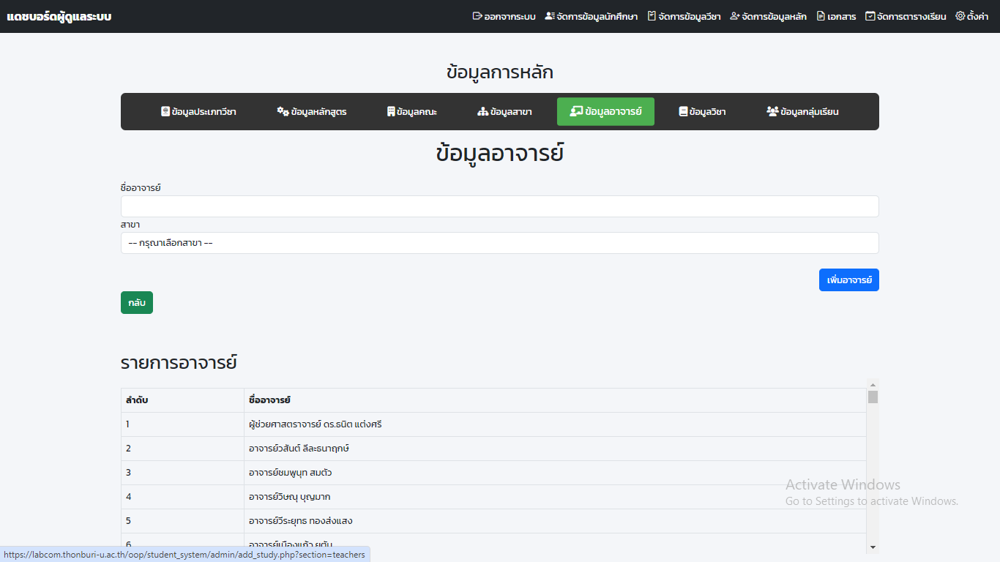 แดชบอร์ดผู้ดูแลระบบ
ออกจากระบบ จัดการข้อมูลนักศึกษา จัดการข้อมูลวิชา จัดการข้อมูลหลัก เอกสาร จัดการตารางเรียน ตั้งค่า
ข้อมูลการหลัก
ข้อมูลประเภทวิชา ข้อมูลหลักสูตร ข้อมูลคณะ ข้อมูลสาขา ข้อมูลอาจารย์ ข้อมูลวิชา ข้อมูลกลุ่มเรียน
ข้อมูลอาจารย์
ชื่ออาจารย์
สาขา
-- กรุณาเลือกสาขา --
เพิ่มอาจารย์
กลับ
รายการอาจารย์
ลำดับ ชื่ออาจารย์
1 ผู้ช่วยศาสตราจารย์ ดร.ธนิต แต่งศรี
2 อาจารย์วสันต์ ลีละธนาฤกษ์
3 อาจารย์ชมพูนุท สมตัว
4 อาจารย์วิษณุ บุญมาก
5 อาจารย์วีระยุทธ ทองส่งแสง
6 อาจารย์เมืองแก้ว
Activate Windows
Go to Settings to activate Windows.
https://labcom.thonburi-u.ac.th/oop/student_system/admin/add_study.php?section=teachers